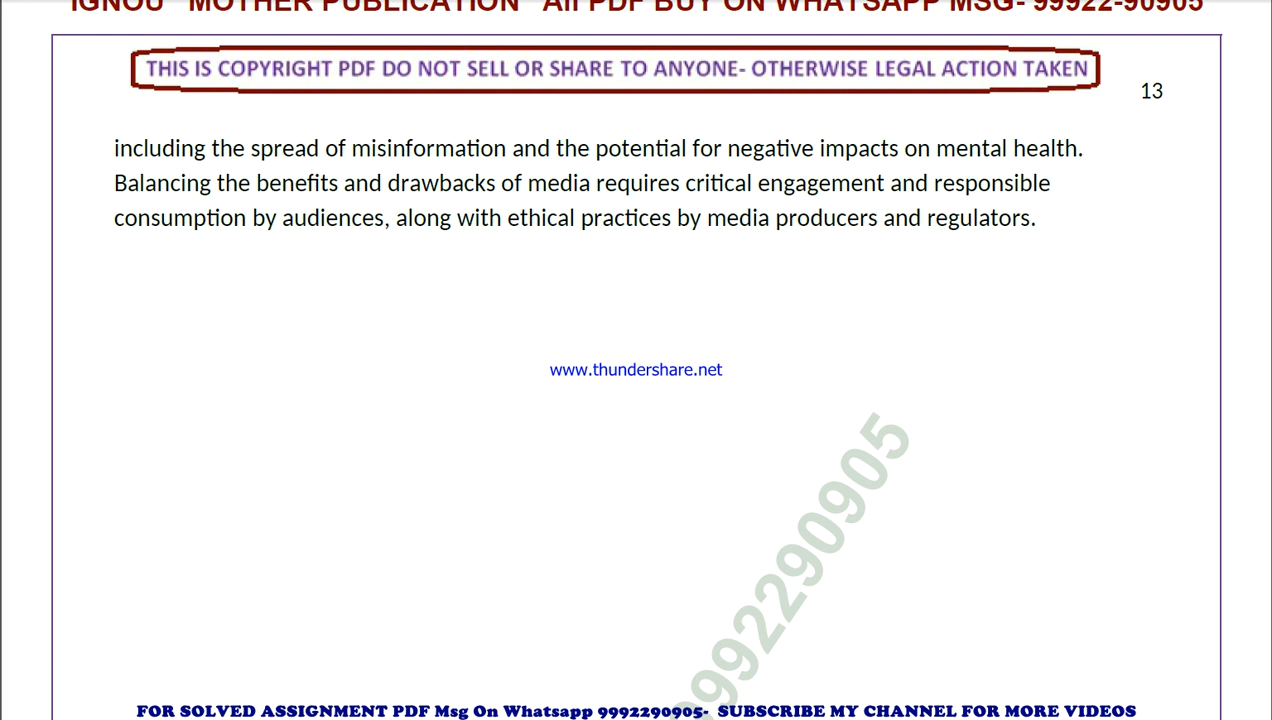 IGNOU MOTHER PUBLICATION All PDF BUY ON WHATSAPP MSG- 99922-90905
THIS IS COPYRIGHT PDF DO NOT SELL OR SHARE TO ANYONE- OTHERWISE LEGAL ACTION TAKEN
13
including the spread of misinformation and the potential for negative impacts on mental health.
Balancing the benefits and drawbacks of media requires critical engagement and responsible
consumption by audiences, along with ethical practices by media producers and regulators.
www.thundershare.net
9992290905
FOR SOLVED ASSIGNMENT PDF Msg On Whatsapp 9992290905- SUBSCRIBE MY CHANNEL FOR MORE VIDEOS